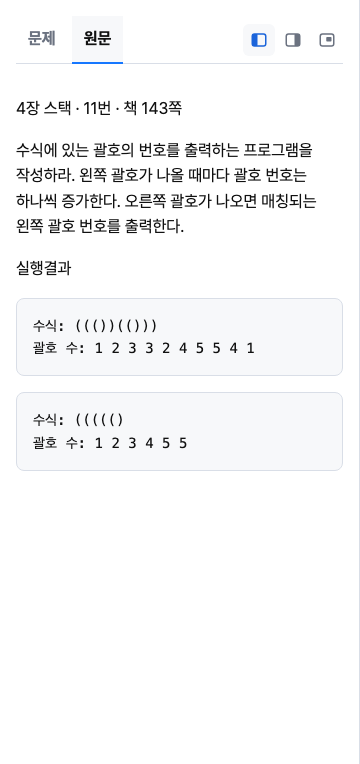 문제 원문
4장 스택 · 11번 · 책 143쪽
수식에 있는 괄호의 번호를 출력하는 프로그램을
작성하라. 왼쪽 괄호가 나올 때마다 괄호 번호는
하나씩 증가한다. 오른쪽 괄호가 나오면 매칭되는
왼쪽 괄호 번호를 출력한다.
실행결과
수식: ((())(()))
괄호 수: 1 2 3 3 2 4 5 5 4 1
수식: ((((()
괄호 수: 1 2 3 4 5 5